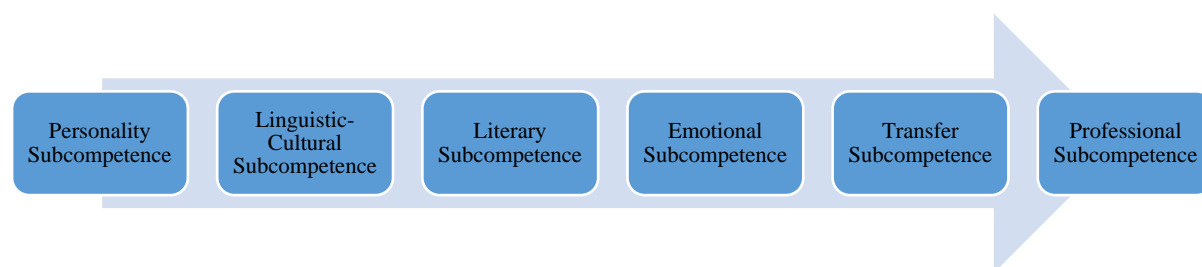 Personality
Subcompetence
Linguistic-
Cultural
Subcompetence
Literary
Subcompetence
Emotional
Subcompetence
Transfer
Subcompetence
Professional
Subcompetence